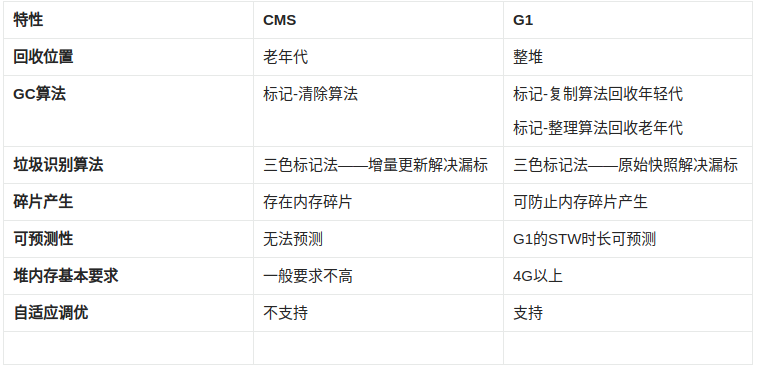 特性 CMS G1
回收位置 老年代 整堆
GC算法 标记-清除算法 标记-复制算法回收年轻代
标记-整理算法回收老年代
垃圾识别算法 三色标记法——增量更新解决漏标 三色标记法——原始快照解决漏标
碎片产生 存在内存碎片 可防止内存碎片产生
可预测性 无法预测 G1的STW时长可预测
堆内存基本要求 一般要求不高 4G以上
自适应调优 不支持 支持